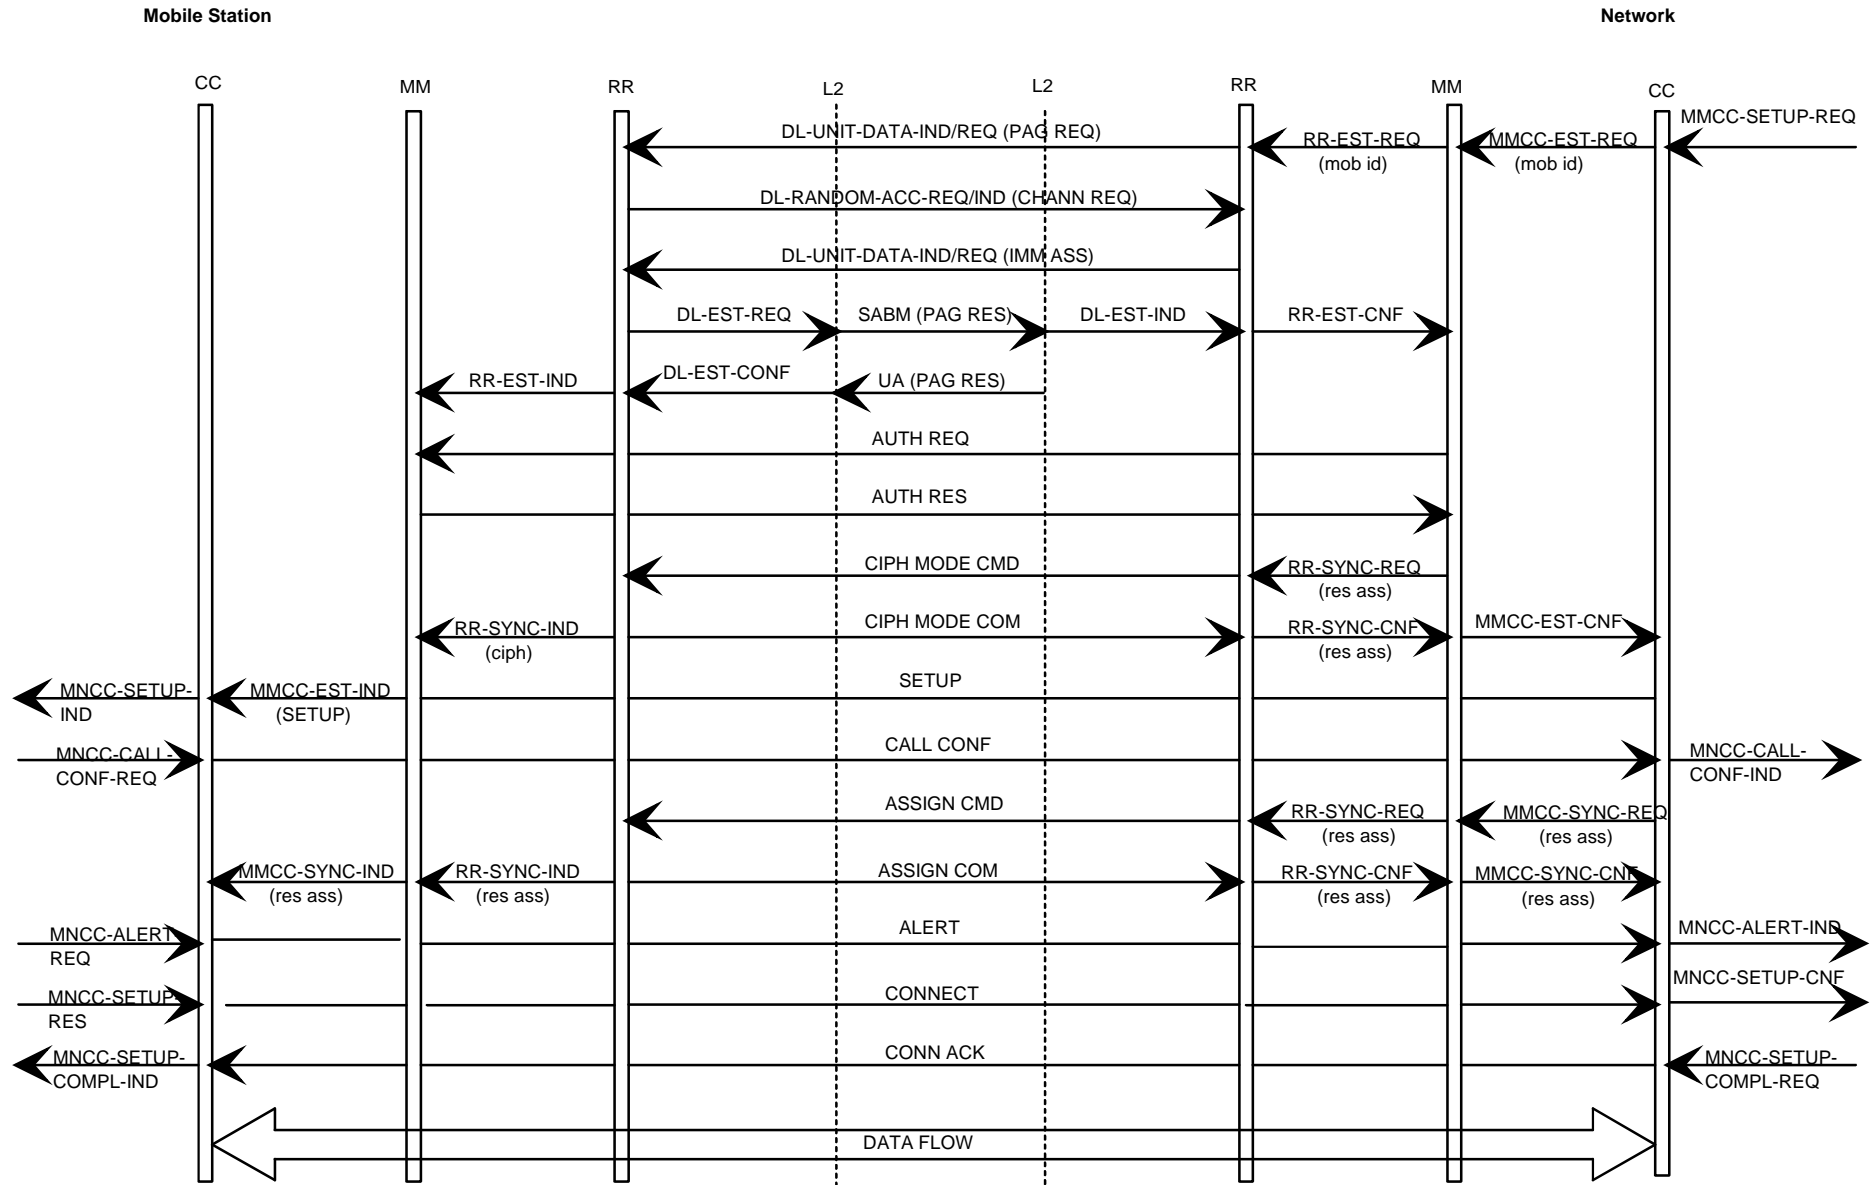 Mobile Station
Network
CC
MM
RR
L2
L2
RR
MM
CC
MMCC-SETUP-REQ
DL-UNIT-DATA-IND/REQ (PAG REQ)
RR-EST-REQ
(mob id)
MMCC-EST-REQ
(mob id)
DL-RANDOM-ACC-REQ/IND (CHANN REQ)
DL-UNIT-DATA-IND/REQ (IMM ASS)
DL-EST-REQ
SABM (PAG RES)
DL-EST-IND
RR-EST-CNF
RR-EST-IND
DL-EST-CONF
UA (PAG RES)
AUTH REQ
AUTH RES
CIPH MODE CMD
RR-SYNC-REQ
(res ass)
RR-SYNC-IND
(ciph)
CIPH MODE COM
RR-SYNC-CNF
(res ass)
MMCC-EST-CNF
MNCC-SETUP-
IND
MMCC-EST-IND
(SETUP)
SETUP
MNCC-CALL-
CONF-REQ
CALL CONF
MNCC-CALL-
CONF-IND
ASSIGN CMD
RR-SYNC-REQ
(res ass)
MMCC-SYNC-REQ
(res ass)
MMCC-SYNC-IND
(res ass)
RR-SYNC-IND
(res ass)
ASSIGN COM
RR-SYNC-CNF
(res ass)
MMCC-SYNC-CNF
(res ass)
MNCC-ALERT-
REQ
ALERT
MNCC-ALERT-IND
MNCC-SETUP-
RES
CONNECT
MNCC-SETUP-CNF
MNCC-SETUP-
COMPL-IND
CONN ACK
MNCC-SETUP-
COMPL-REQ
DATA FLOW